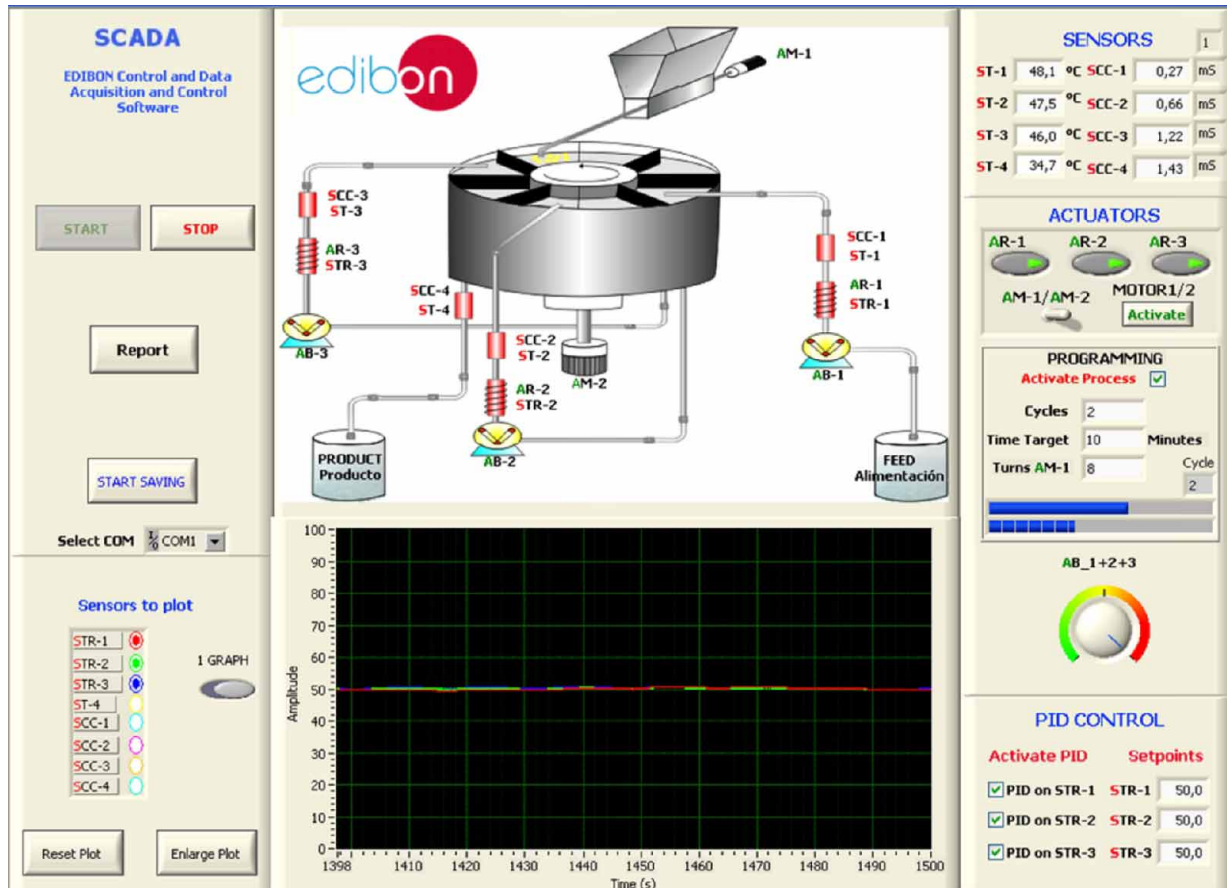 SCADA
EDIBON Control and Data
Acquisition and Control
Software
START
STOP
Report
START SAVING
Select COM
I/O COM1
Sensors to plot
STR-1
STR-2
STR-3
ST-4
SCC-1
SCC-2
SCC-3
SCC-4
1 GRAPH
Reset Plot
Enlarge Plot
edibon
AM-1
SCC-3
ST-3
AR-3
STR-3
AB-3
SCC-4
ST-4
SCC-2
ST-2
AR-2
STR-2
AB-2
AM-2
SCC-1
ST-1
AR-1
STR-1
AB-1
PRODUCT
Producto
FEED
Alimentación
Amplitude
100
90
80
70
60
50
40
30
20
10
0
1398
1410
1420
1430
1440
1450
1460
1470
1480
1490
1500
Time (s)
SENSORS
1
ST-1 48,1 ºC SCC-1 0,27 mS
ST-2 47,5 ºC SCC-2 0,66 mS
ST-3 46,0 ºC SCC-3 1,22 mS
ST-4 34,7 ºC SCC-4 1,43 mS
ACTUATORS
AR-1 AR-2 AR-3
AM-1/AM-2
MOTOR1/2
Activate
PROGRAMMING
Activate Process
Cycles 2
Time Target 10 Minutes
Turns AM-1 8
Cycle
2
AB_1+2+3
PID CONTROL
Activate PID Setpoints
PID on STR-1 STR-1 50,0
PID on STR-2 STR-2 50,0
PID on STR-3 STR-3 50,0